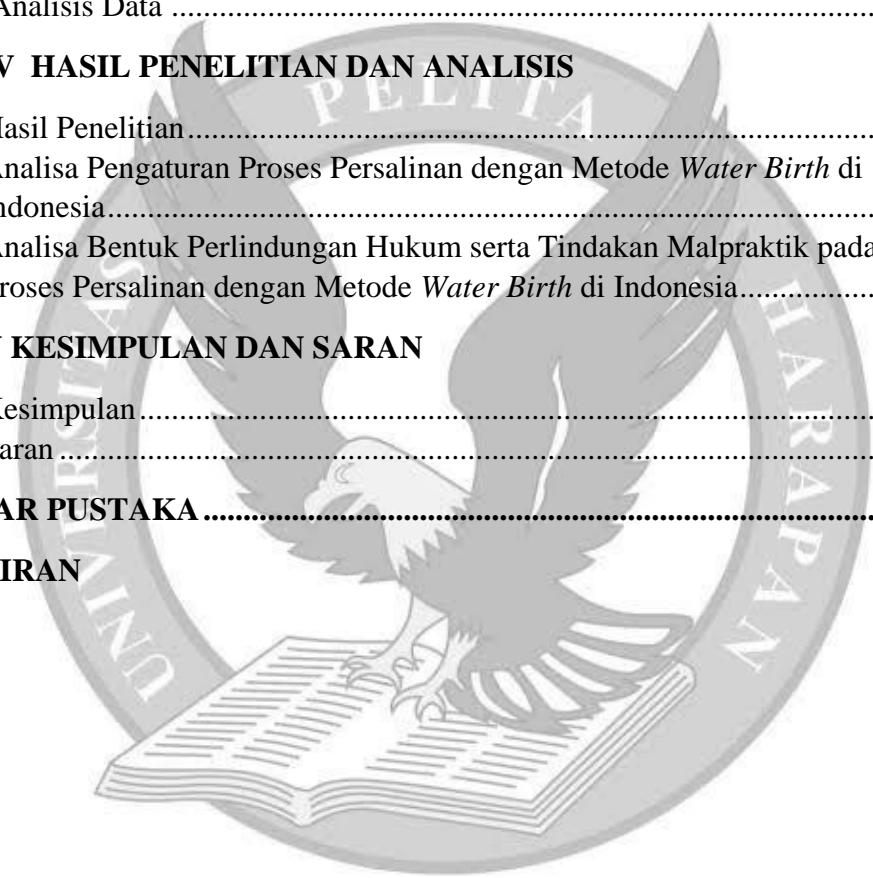 Analisis Data ........................................................................................
V HASIL PENELITIAN DAN ANALISIS
Hasil Penelitian........................................................................................
Analisa Pengaturan Proses Persalinan dengan Metode Water Birth di
ndonesia........................................................................................
Analisa Bentuk Perlindungan Hukum serta Tindakan Malpraktik pada
roses Persalinan dengan Metode Water Birth di Indonesia.................
KESIMPULAN DAN SARAN
Kesimpulan........................................................................................
aran........................................................................................
AR PUSTAKA........................................................................................
IRAN
UNIVERSITAS PELITA HARAPAN